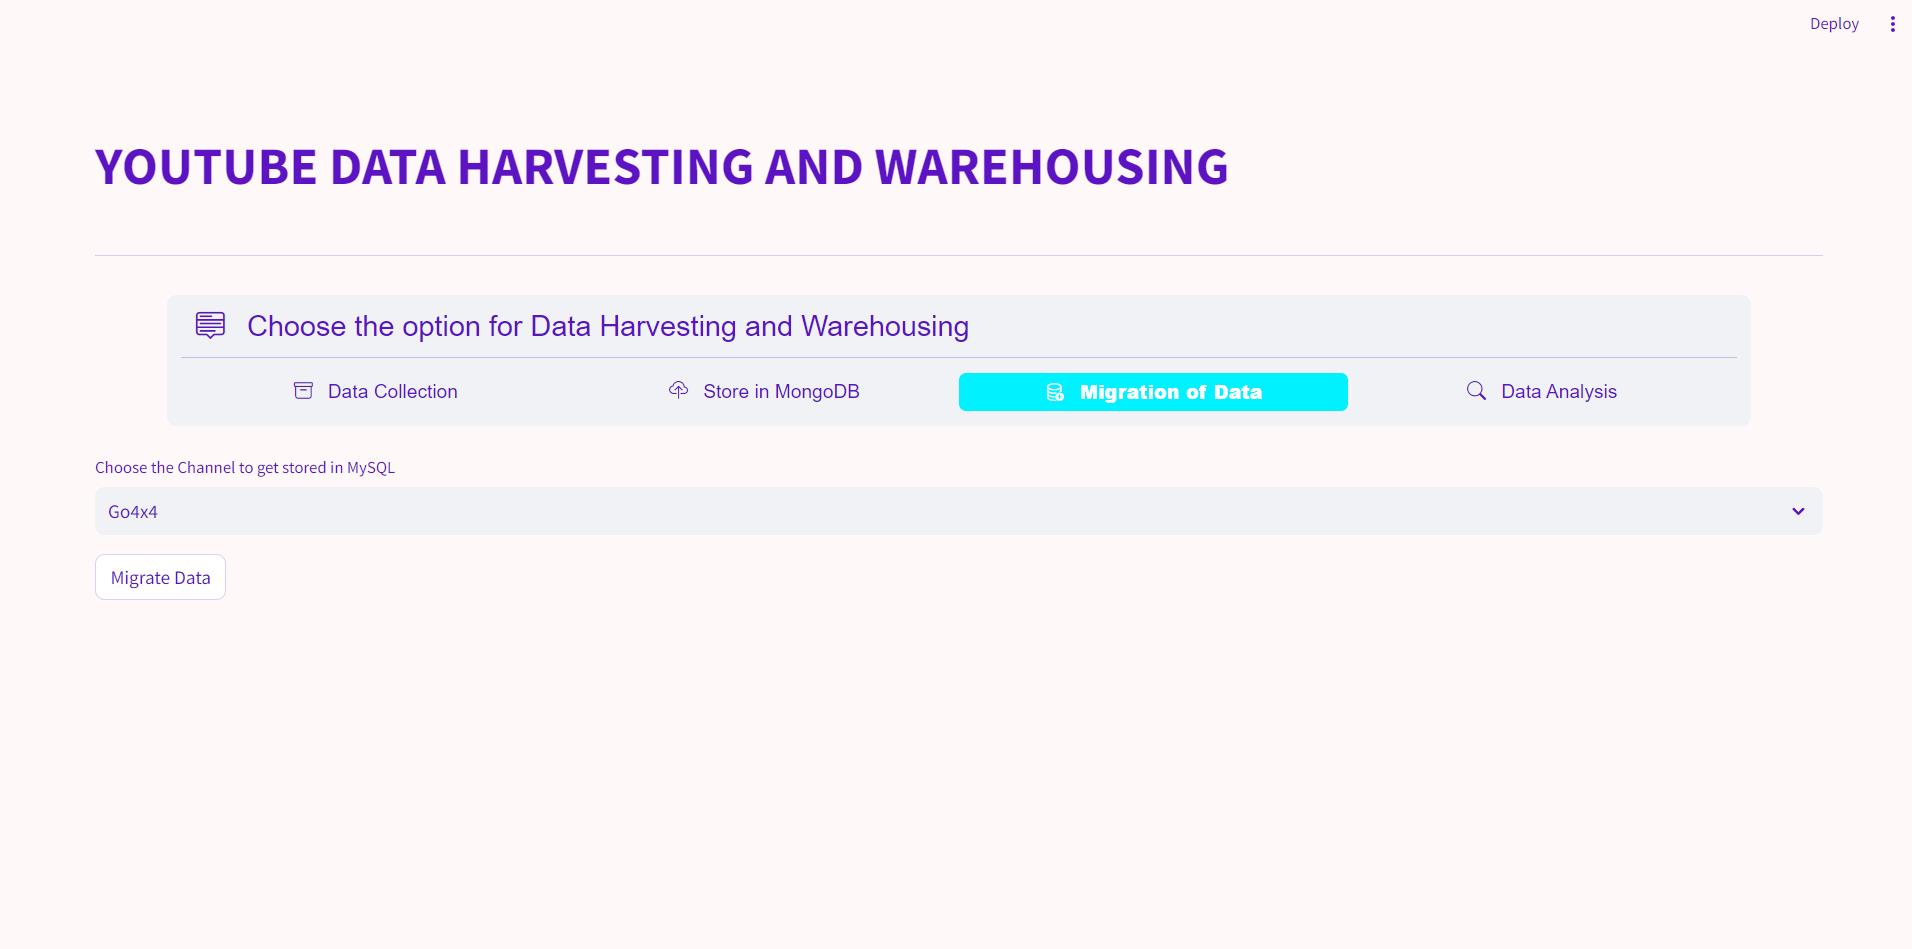 Deploy
YOUTUBE DATA HARVESTING AND WAREHOUSING
Choose the option for Data Harvesting and Warehousing
Data Collection
Store in MongoDB
Migration of Data
Data Analysis
Choose the Channel to get stored in MySQL
Go4x4
Migrate Data